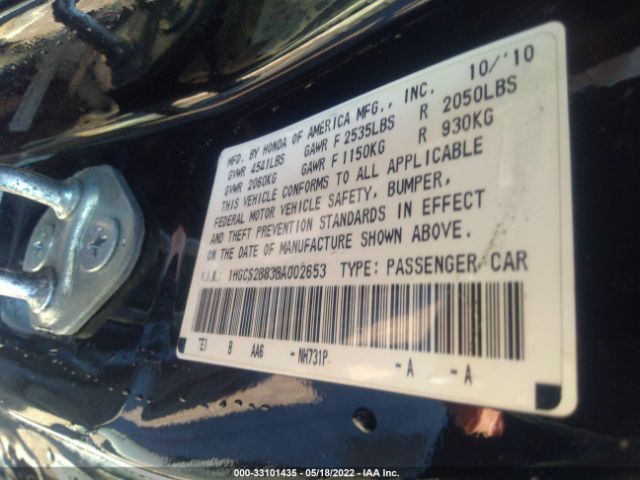 MFD. BY HONDA OF AMERICA MFG., INC. 10/'10
GVWR 4541LBS GAWR F 2535LBS R 2050LBS
GVWR 2060KG GAWR F 1150KG R 930KG
THIS VEHICLE CONFORMS TO ALL APPLICABLE
FEDERAL MOTOR VEHICLE SAFETY, BUMPER,
AND THEFT PREVENTION STANDARDS IN EFFECT
ON THE DATE OF MANUFACTURE SHOWN ABOVE.
V.I.N. 1HGCS2B83BA002653 TYPE: PASSENGER CAR
8 AA6 -NH731P -A -A
000-33101435 - 05/18/2022 - IAA Inc.